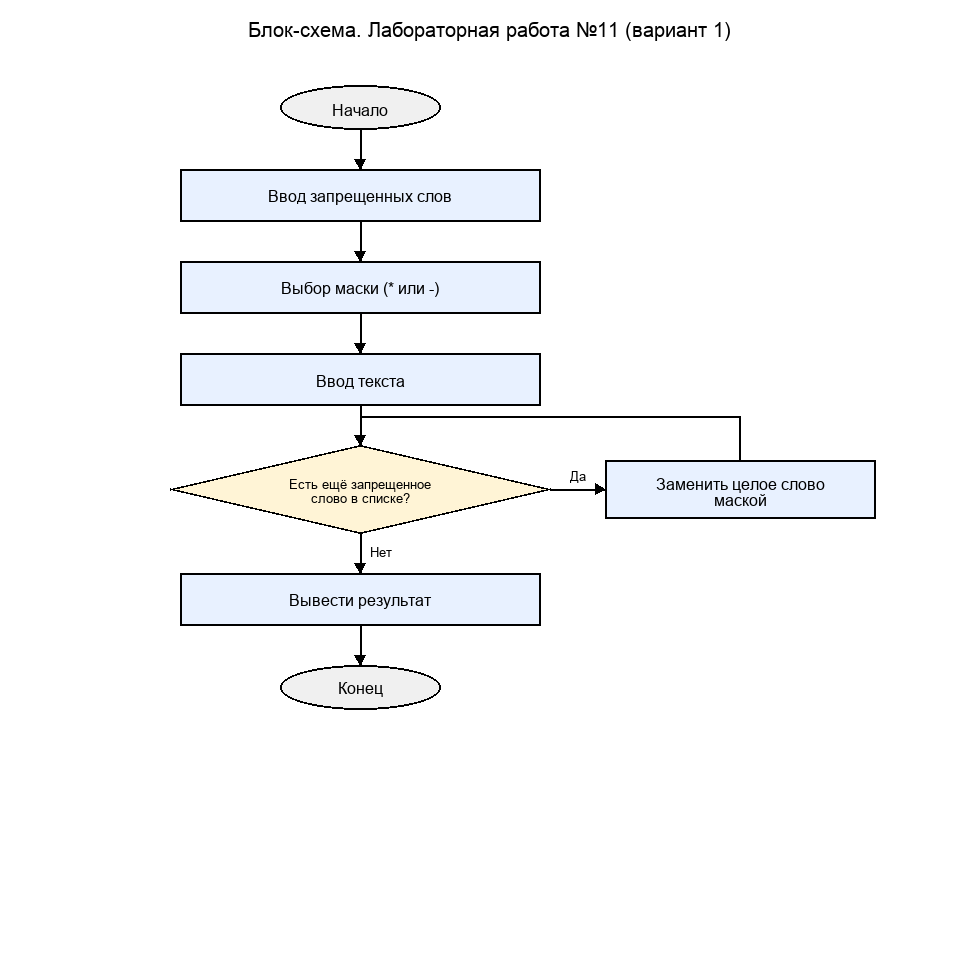 Блок-схема. Лабораторная работа №11 (вариант 1)
Начало
Ввод запрещенных слов
Выбор маски (* или -)
Ввод текста
Есть ещё запрещенное
слово в списке?
Да
Заменить целое слово
маской
Нет
Вывести результат
Конец